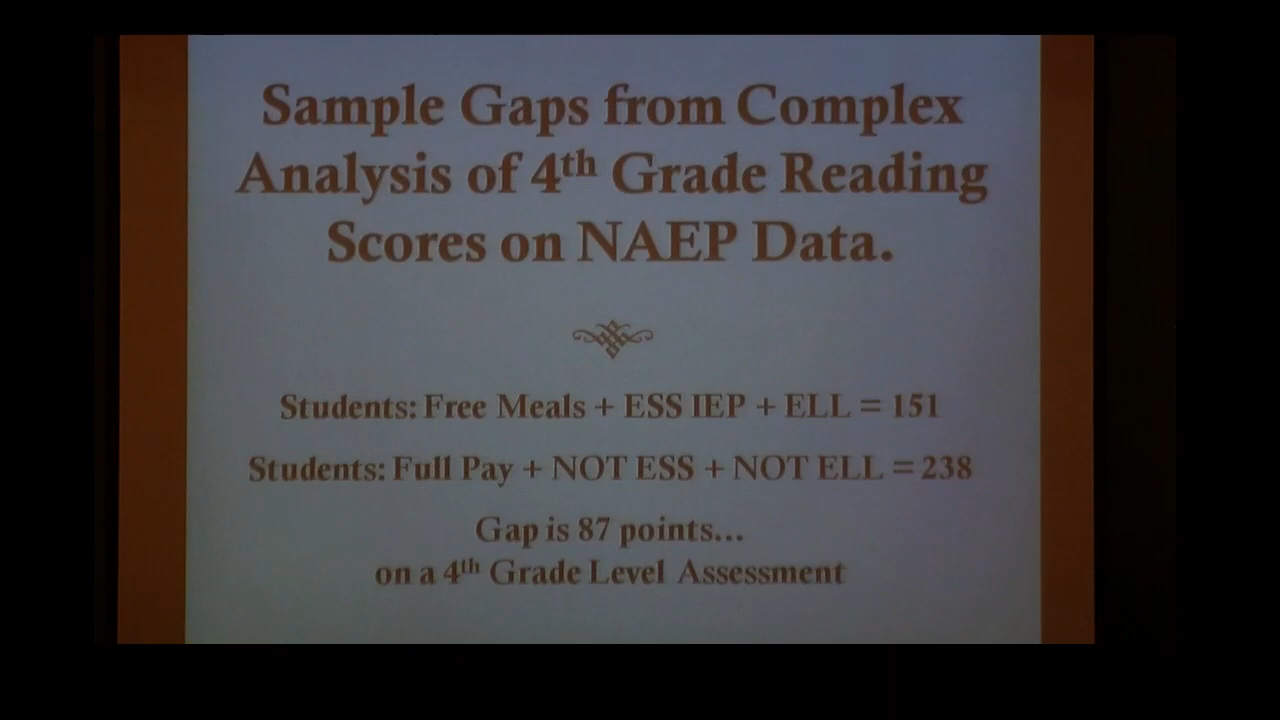 Sample Gaps from Complex
Analysis of 4th Grade Reading
Scores on NAEP Data.
Students: Free Meals + ESS IEP + ELL = 151
Students: Full Pay + NOT ESS + NOT ELL = 238
Gap is 87 points...
on a 4th Grade Level Assessment